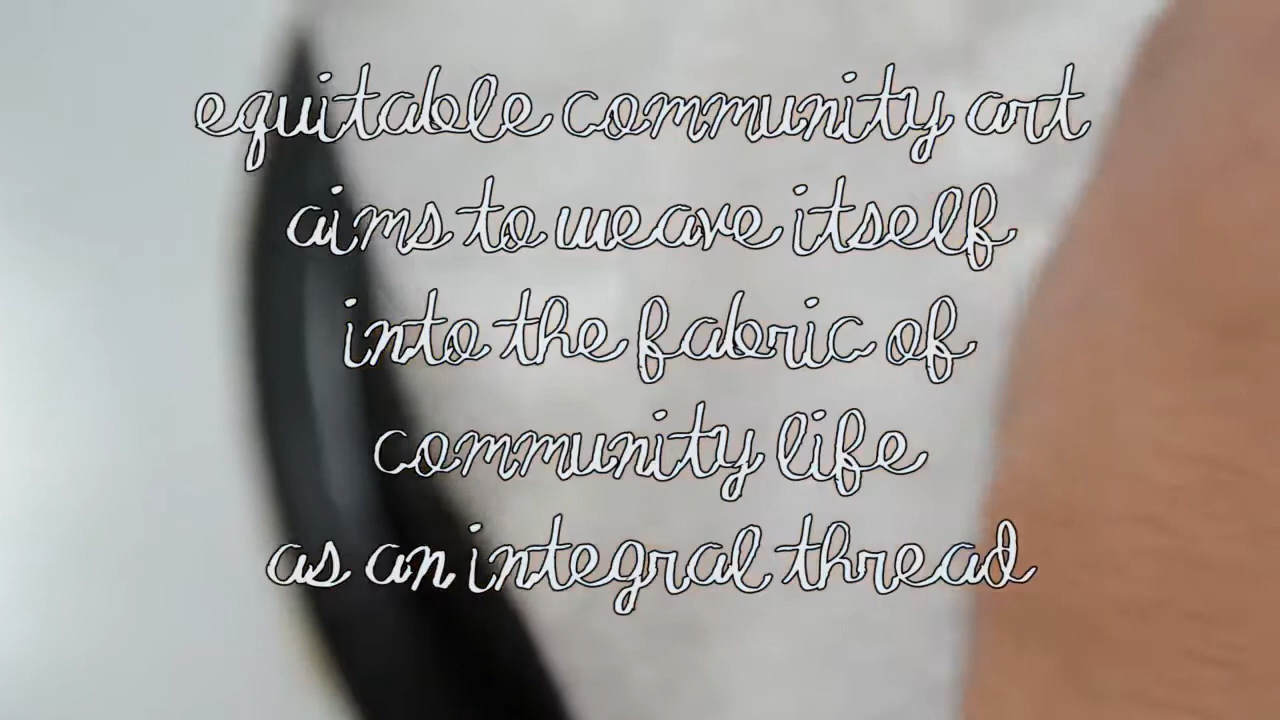 equitable community art
aims to weave itself
into the fabric of
community life
as an integral thread